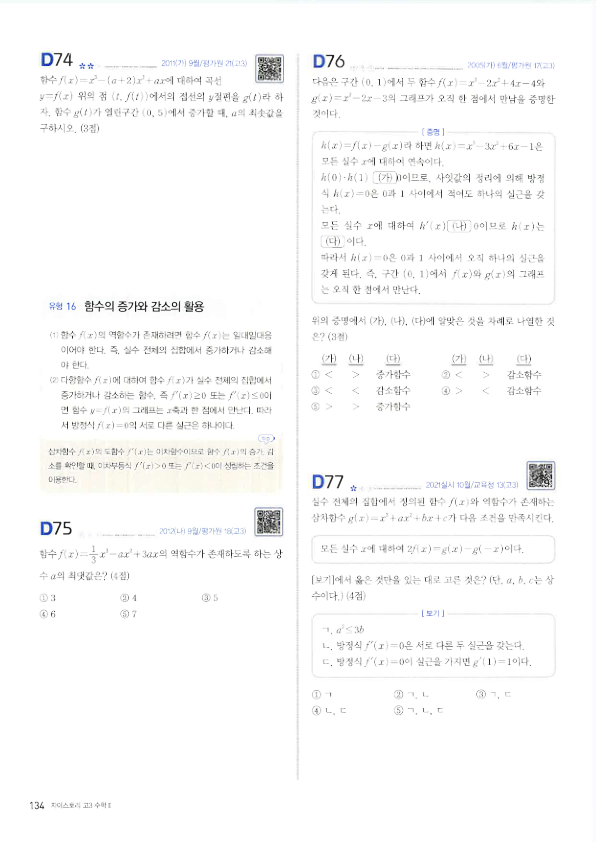 D74
2011(가) 9월/평가원 21(고3)
함수 f(x)=x³-(a+2)x²+ax에 대하여 곡선
y=f(x) 위의 점 (t, f(t))에서의 접선의 y절편을 g(t)라 하
자. 함수 g(t)가 열린구간 (0, 5)에서 증가할 때, a의 최솟값을
구하시오. (3점)
유형 16 함수의 증가와 감소의 활용
(1) 함수 f(x)의 역함수가 존재하려면 함수 f(x)는 일대일대응
이어야 한다. 즉, 실수 전체의 집합에서 증가하거나 감소해
야 한다.
(2) 다항함수 f(x)에 대하여 함수 f(x)가 실수 전체의 집합에서
증가하거나 감소하는 함수, 즉 f'(x)≥0 또는 f'(x)≤0이
면 함수 y=f(x)의 그래프는 x축과 한 점에서 만난다. 따라
서 방정식 f(x)=0의 서로 다른 실근은 하나이다.
삼차함수 f(x)의 도함수 f'(x)는 이차함수이므로 함수 f(x)의 증가, 감
소를 확인할 때, 이차부등식 f'(x)>0 또는 f'(x)<0이 성립하는 조건을
이용한다.
D75
2012(나) 9월/평가원 18(고3)
함수 f(x)=1/3x³-ax²+3ax의 역함수가 존재하도록 하는 상
수 a의 최댓값은? (4점)
① 3 ② 4 ③ 5
④ 6 ⑤ 7
D76
2005(가) 6월/평가원 17(고3)
다음은 구간 (0, 1)에서 두 함수 f(x)=x³-2x²+4x-4와
g(x)=x²-2x-3의 그래프가 오직 한 점에서 만남을 증명한
것이다.
[증명]
h(x)=f(x)-g(x)라 하면 h(x)=x³-3x²+6x-1은
모든 실수 x에 대하여 연속이다.
h(0)·h(1) (가) 0이므로, 사잇값의 정리에 의해 방정
식 h(x)=0은 0과 1 사이에서 적어도 하나의 실근을 갖
는다.
모든 실수 x에 대하여 h'(x) (나) 0이므로 h(x)는
(다) 이다.
따라서 h(x)=0은 0과 1 사이에서 오직 하나의 실근을
갖게 된다. 즉, 구간 (0, 1)에서 f(x)와 g(x)의 그래프
는 오직 한 점에서 만난다.
위의 증명에서 (가), (나), (다)에 알맞은 것을 차례로 나열한 것
은? (3점)
(가) (나) (다) (가) (나) (다)
① < > 증가함수 ② < > 감소함수
③ < < 감소함수 ④ > < 감소함수
⑤ > > 증가함수
D77
2021실시 10월/교육청 13(고3)
실수 전체의 집합에서 정의된 함수 f(x)와 역함수가 존재하는
삼차함수 g(x)=x³+ax²+bx+c가 다음 조건을 만족시킨다.
모든 실수 x에 대하여 2f(x)=g(x)-g(-x)이다.
[보기]에서 옳은 것만을 있는 대로 고른 것은? (단, a, b, c는 상
수이다.) (4점)
[보기]
ㄱ. a²≤3b
ㄴ. 방정식 f'(x)=0은 서로 다른 두 실근을 갖는다.
ㄷ. 방정식 f'(x)=0이 실근을 가지면 g'(1)=1이다.
① ㄱ ② ㄱ, ㄴ ③ ㄱ, ㄷ
④ ㄴ, ㄷ ⑤ ㄱ, ㄴ, ㄷ
134 자이스토리 고3 수학Ⅱ